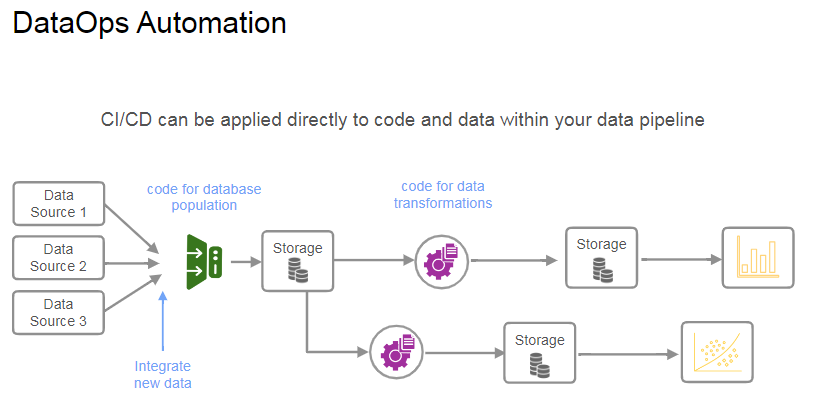 DataOps Automation
CI/CD can be applied directly to code and data within your data pipeline
code for database
population
code for data
transformations
Data
Source 1
Data
Source 2
Data
Source 3
Storage
Storage
Storage
Integrate
new data